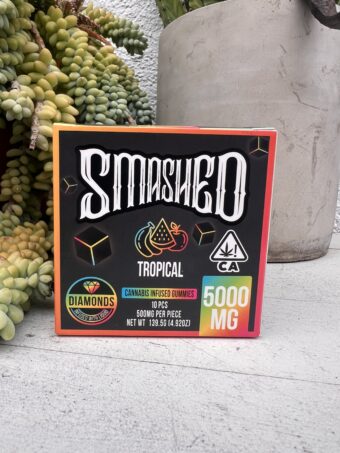 SMASHED
TROPICAL
CA
DIAMONDS
CANNABIS INFUSED GUMMIES
10 PCS
500MG PER PIECE
NET WT 139.5G (4.92OZ)
5000
MG